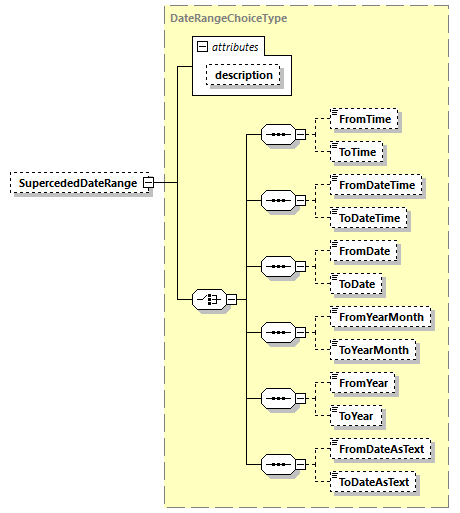 DateRangeChoiceType
attributes
description
SupercededDateRange
FromTime
ToTime
FromDateTime
ToDateTime
FromDate
ToDate
FromYearMonth
ToYearMonth
FromYear
ToYear
FromDateAsText
ToDateAsText